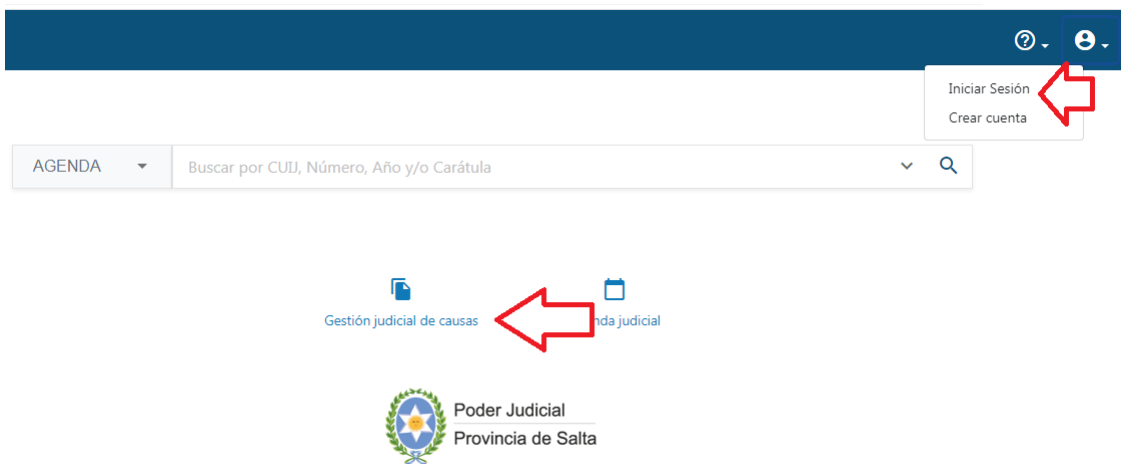 Iniciar Sesión
Crear cuenta
AGENDA
Buscar por CUIJ, Número, Año y/o Carátula
Gestión judicial de causas
nda judicial
Poder Judicial
Provincia de Salta